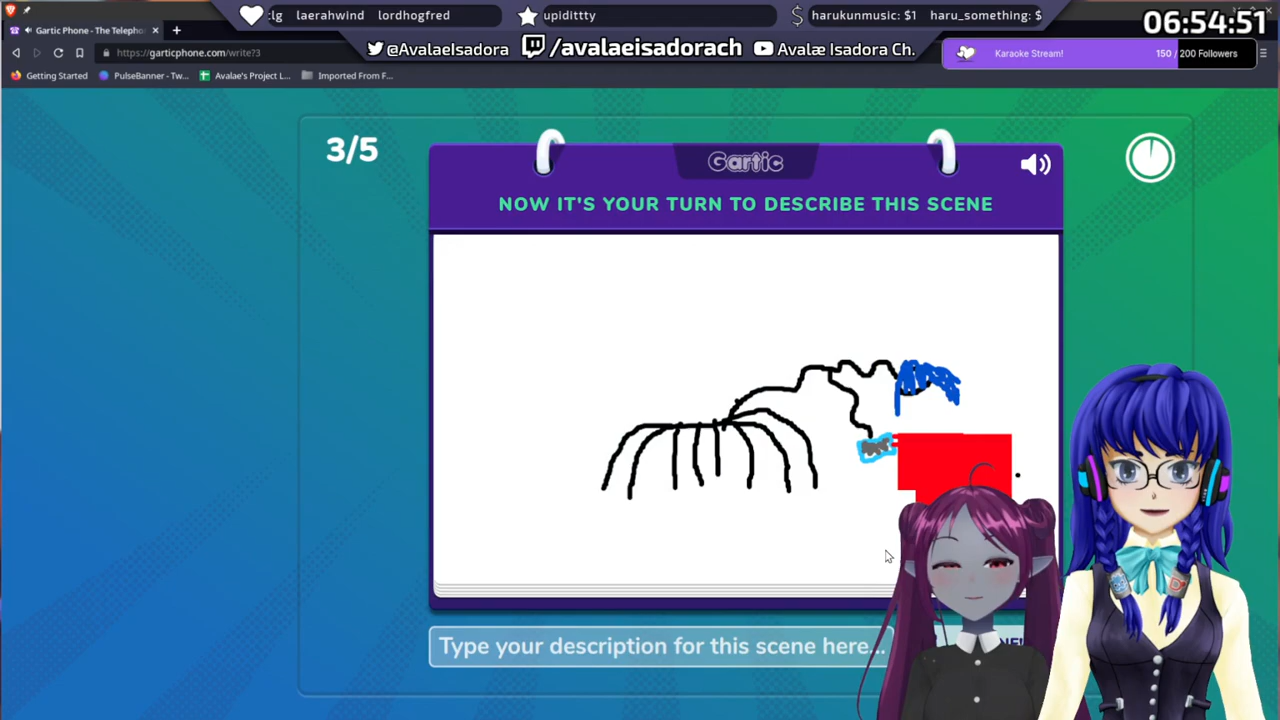 clg laerahwind lordhogfred
upidittty
harukunmusic: $1 haru_something: $
06:54:51
Gartic Phone - The Telepho
https://garticphone.com/write?3
@AvalaeIsadora
/avalaeisadorach
Avalæ Isadora Ch.
Karaoke Stream!
150 / 200 Followers
Getting Started
PulseBanner - Tw...
Avalae's Project L...
Imported From F...
3/5
Gartic
NOW IT'S YOUR TURN TO DESCRIBE THIS SCENE
Type your description for this scene here...